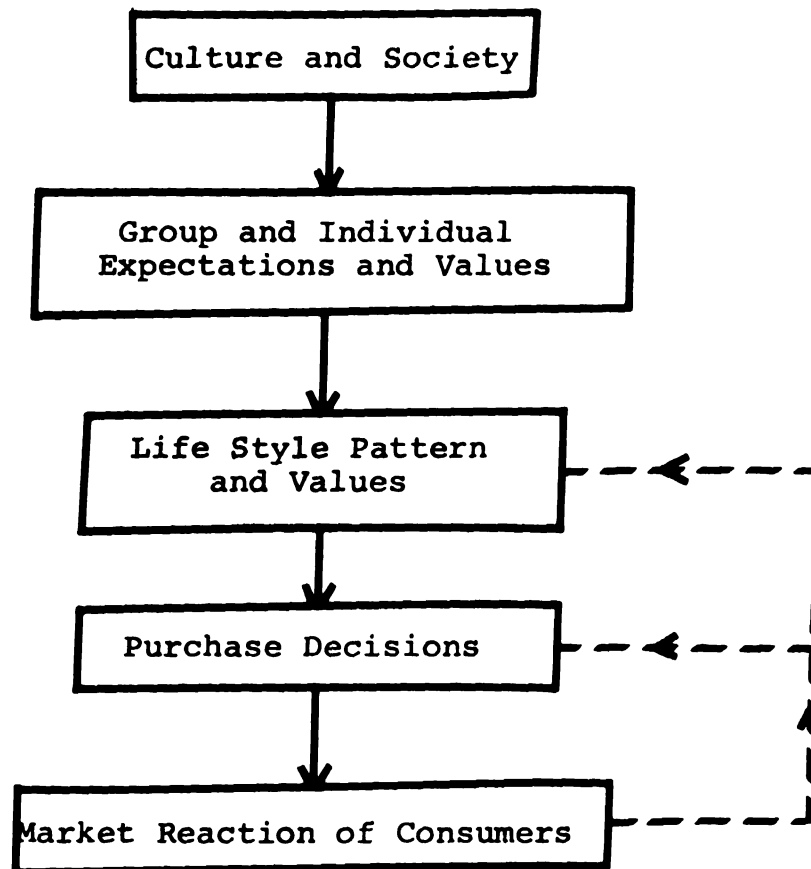 Culture and Society
Group and Individual
Expectations and Values
Life Style Pattern
and Values
Purchase Decisions
Market Reaction of Consumers